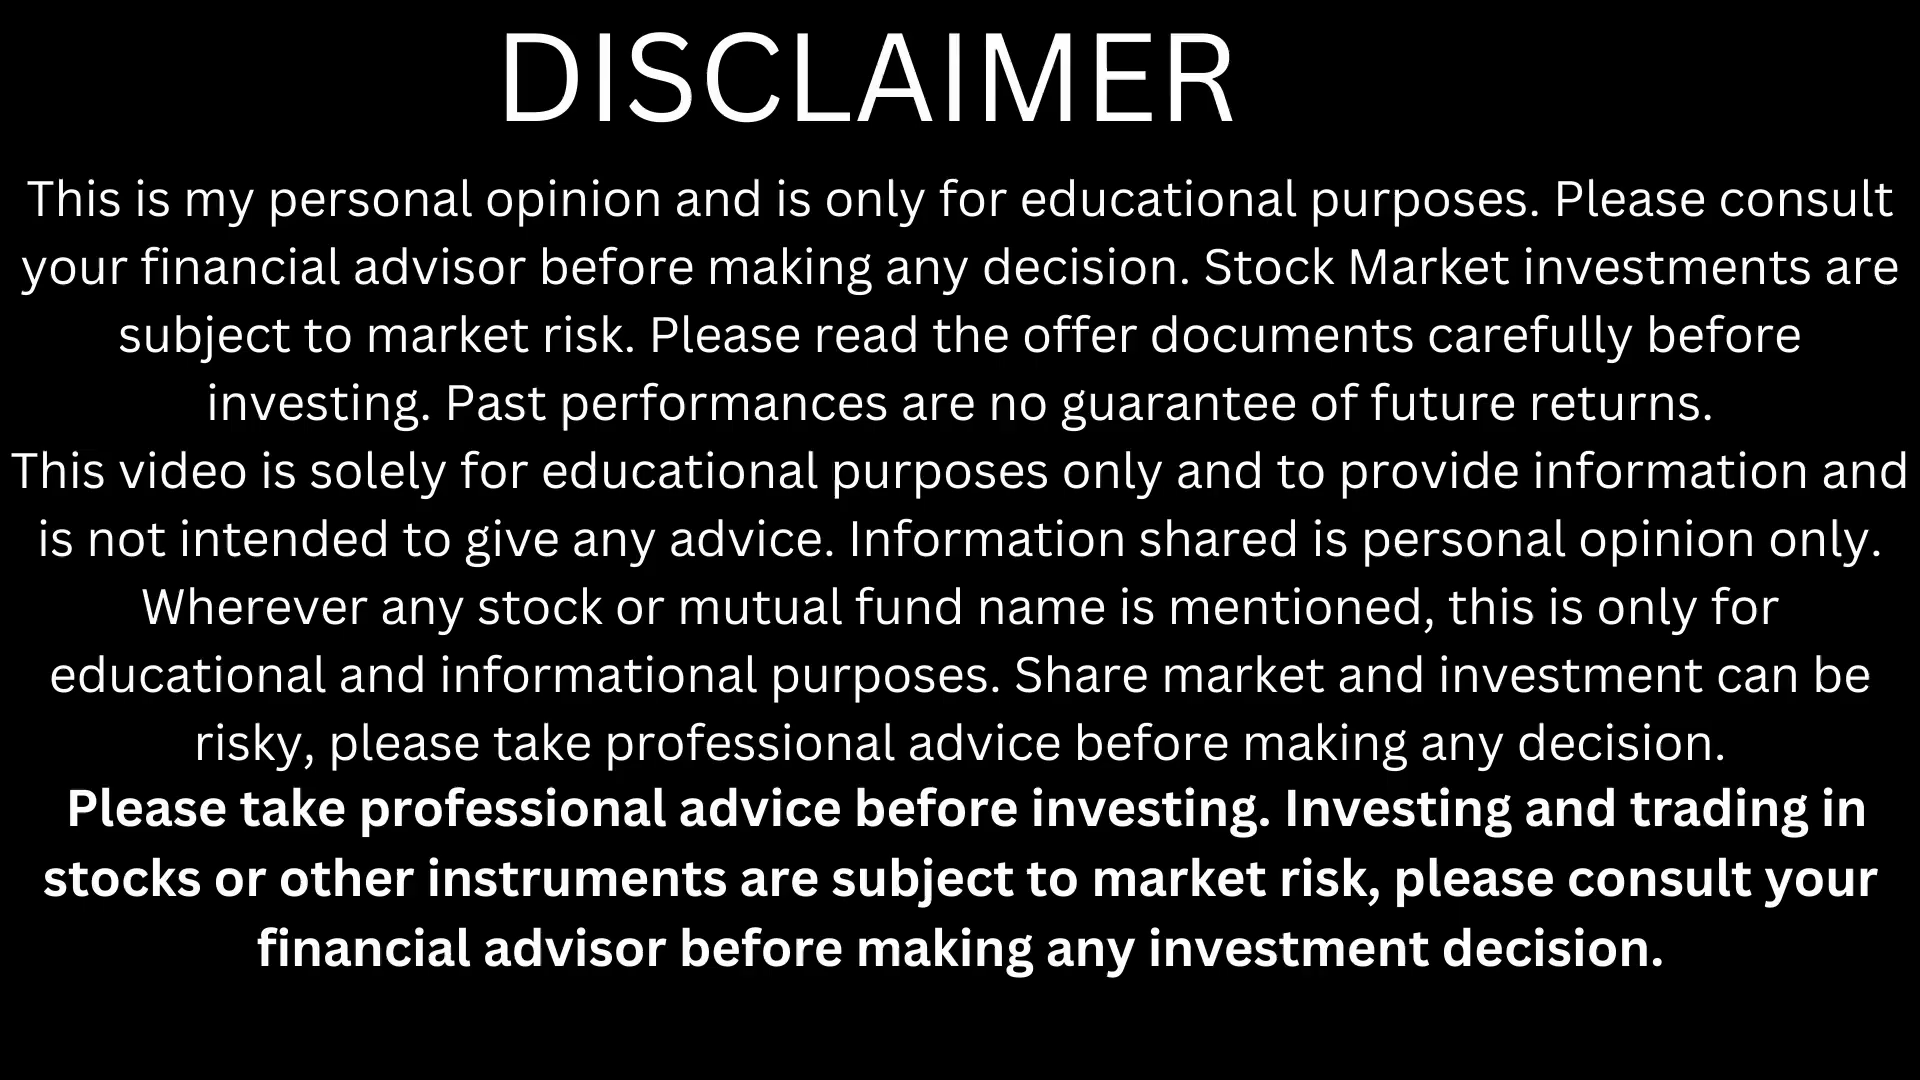 DISCLAIMER
This is my personal opinion and is only for educational purposes. Please consult
your financial advisor before making any decision. Stock Market investments are
subject to market risk. Please read the offer documents carefully before
investing. Past performances are no guarantee of future returns.
This video is solely for educational purposes only and to provide information and
is not intended to give any advice. Information shared is personal opinion only.
Wherever any stock or mutual fund name is mentioned, this is only for
educational and informational purposes. Share market and investment can be
risky, please take professional advice before making any decision.
Please take professional advice before investing. Investing and trading in
stocks or other instruments are subject to market risk, please consult your
financial advisor before making any investment decision.